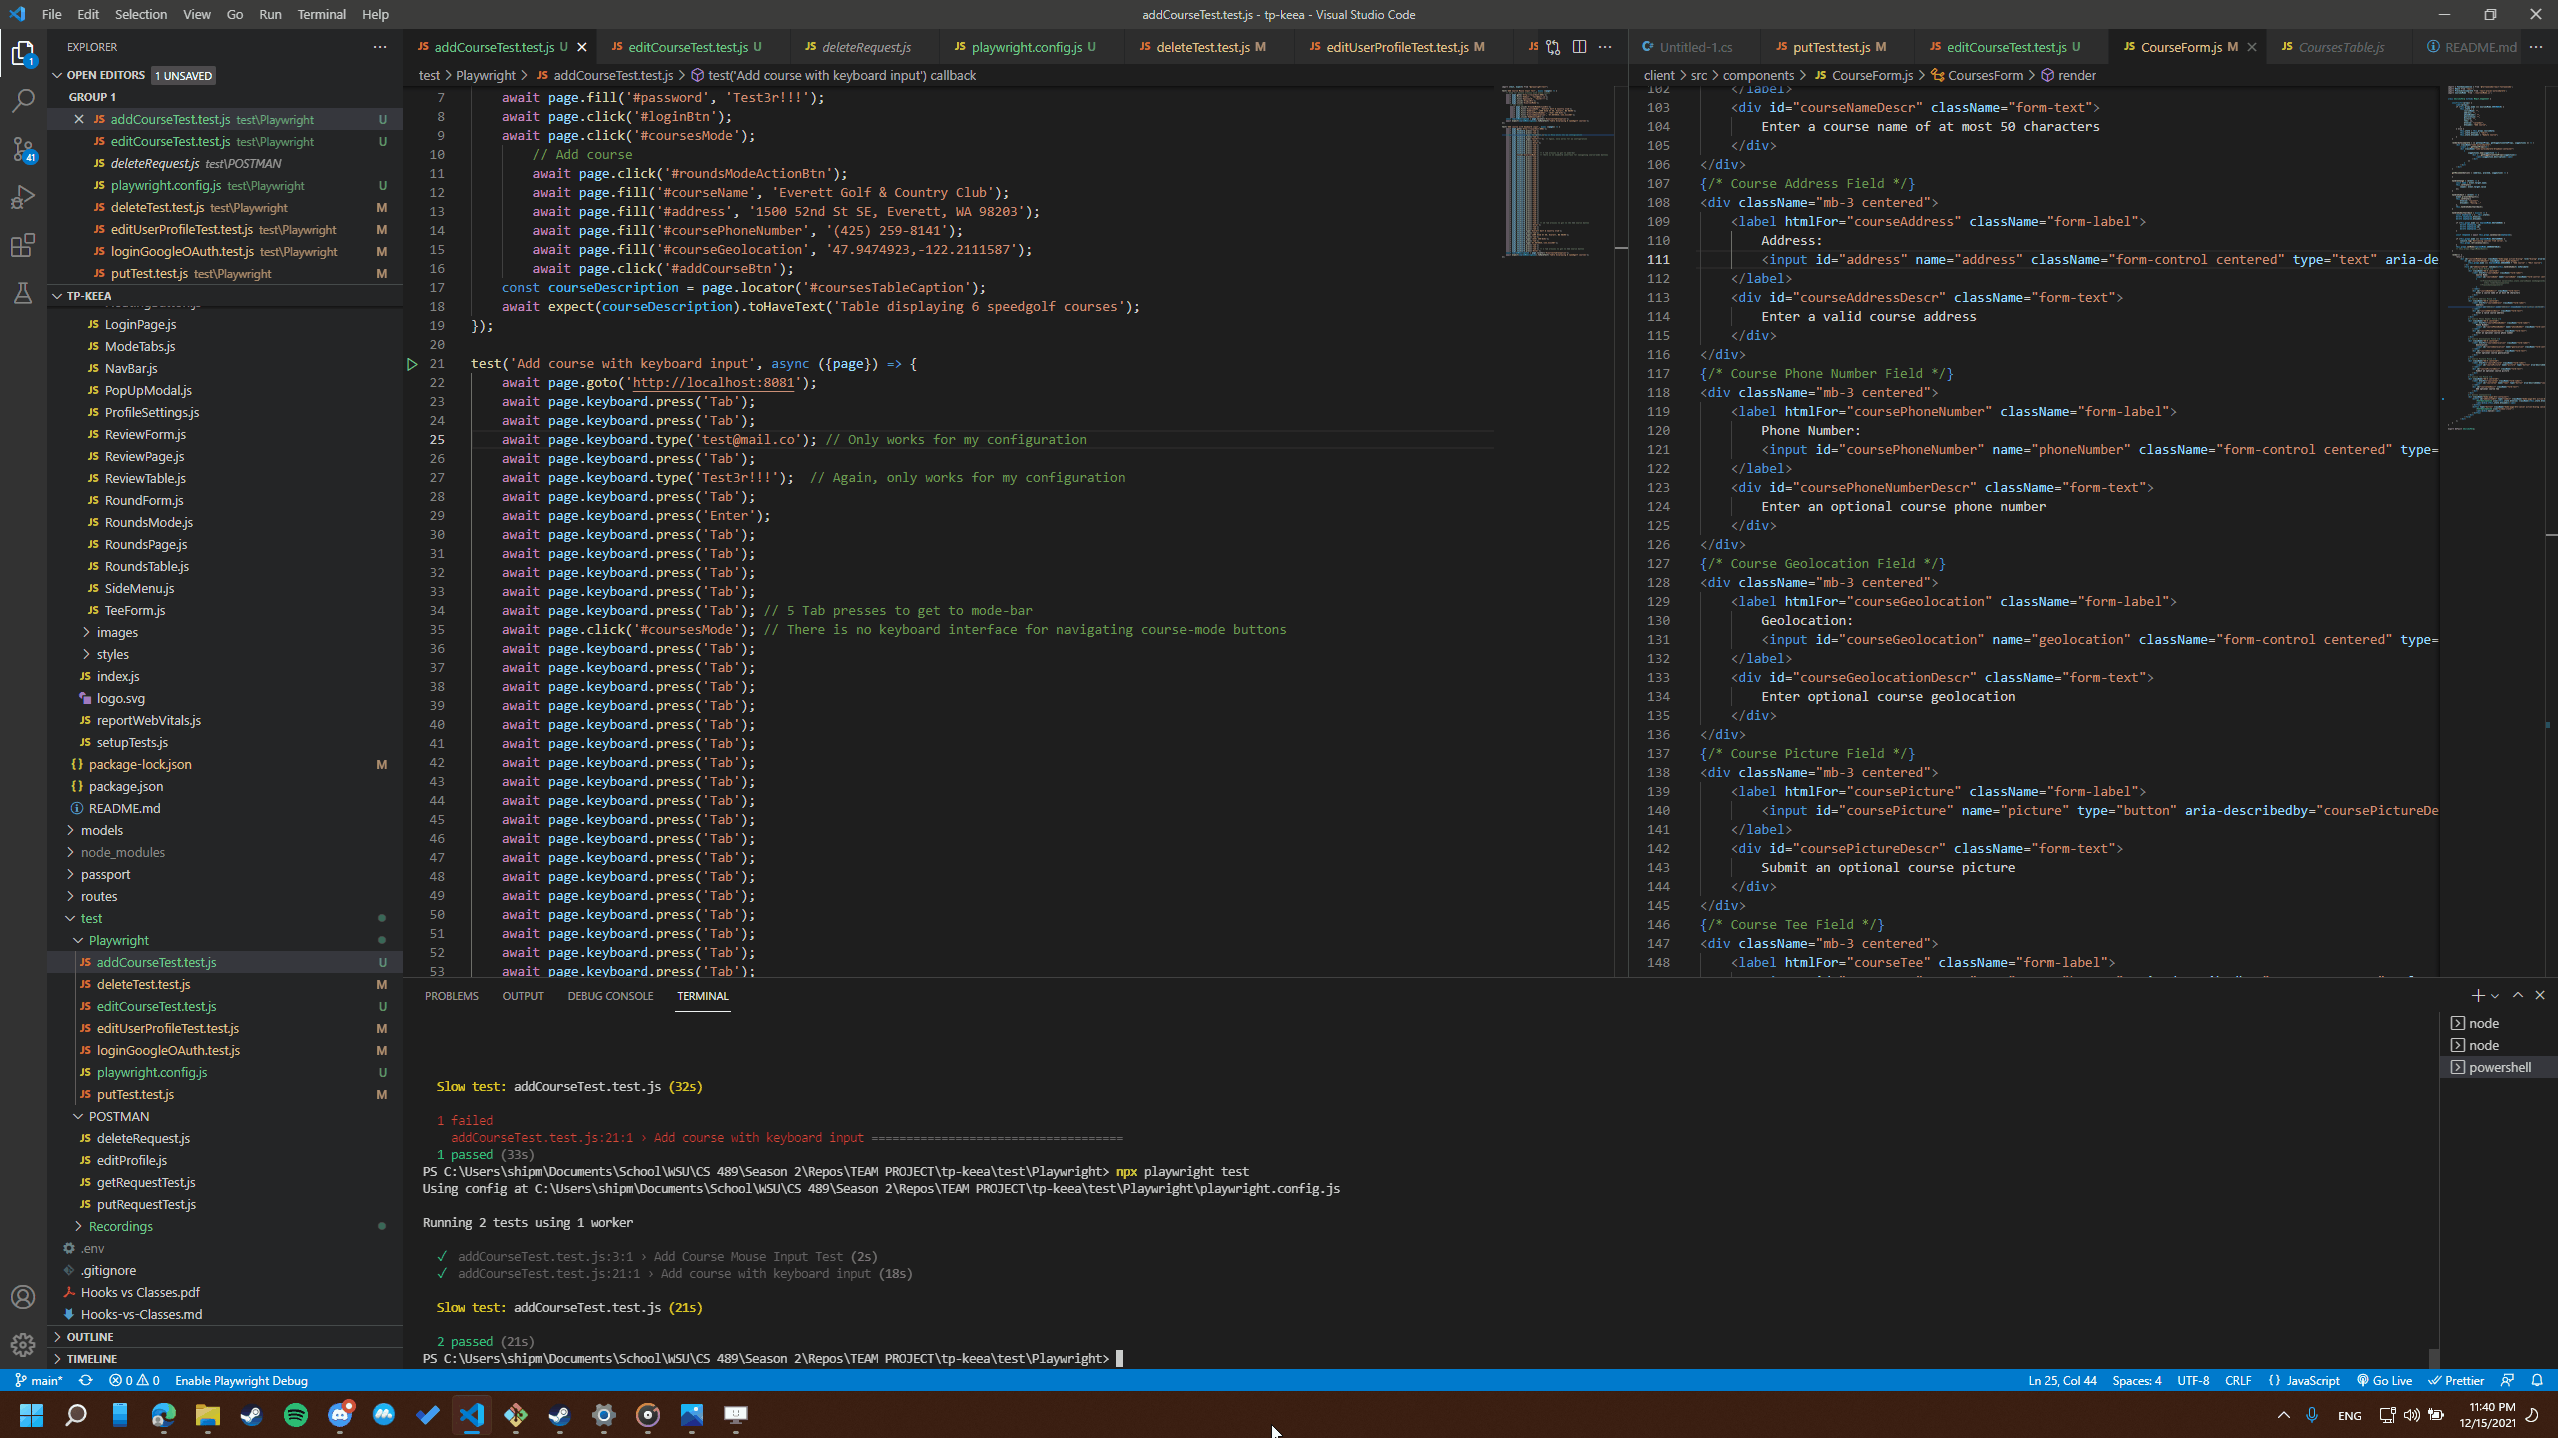 File Edit Selection View Go Run Terminal Help
addCourseTest.test.js - tp-keea - Visual Studio Code
EXPLORER
OPEN EDITORS 1 UNSAVED
GROUP 1
addCourseTest.test.js test\Playwright U
editCourseTest.test.js test\Playwright U
deleteRequest.js test\POSTMAN
playwright.config.js test\Playwright U
deleteTest.test.js test\Playwright M
editUserProfileTest.test.js test\Playwright M
loginGoogleOAuth.test.js test\Playwright M
putTest.test.js test\Playwright M
TP-KEEA
LoginPage.js
ModeTabs.js
NavBar.js
PopUpModal.js
ProfileSettings.js
ReviewForm.js
ReviewPage.js
ReviewTable.js
RoundForm.js
RoundsMode.js
RoundsPage.js
RoundsTable.js
SideMenu.js
TeeForm.js
images
styles
index.js
logo.svg
reportWebVitals.js
setupTests.js
package-lock.json M
package.json
README.md
models
node_modules
passport
routes
test
Playwright
addCourseTest.test.js U
deleteTest.test.js M
editCourseTest.test.js U
editUserProfileTest.test.js M
loginGoogleOAuth.test.js M
playwright.config.js U
putTest.test.js M
POSTMAN
deleteRequest.js
editProfile.js
getRequestTest.js
putRequestTest.js
Recordings
.env
.gitignore
Hooks vs Classes.pdf
Hooks-vs-Classes.md
OUTLINE
TIMELINE
addCourseTest.test.js U editCourseTest.test.js U deleteRequest.js playwright.config.js U deleteTest.test.js M editUserProfileTest.test.js M
test > Playwright > addCourseTest.test.js > test('Add course with keyboard input') callback
7 await page.fill('#password', 'Test3r!!!');
8 await page.click('#loginBtn');
9 await page.click('#coursesMode');
10 // Add course
11 await page.click('#roundsModeActionBtn');
12 await page.fill('#courseName', 'Everett Golf & Country Club');
13 await page.fill('#address', '1500 52nd St SE, Everett, WA 98203');
14 await page.fill('#coursePhoneNumber', '(425) 259-8141');
15 await page.fill('#courseGeolocation', '47.9474923,-122.2111587');
16 await page.click('#addCourseBtn');
17 const courseDescription = page.locator('#coursesTableCaption');
18 await expect(courseDescription).toHaveText('Table displaying 6 speedgolf courses');
19 });
20
21 test('Add course with keyboard input', async ({page}) => {
22 await page.goto('http://localhost:8081');
23 await page.keyboard.press('Tab');
24 await page.keyboard.press('Tab');
25 await page.keyboard.type('test@mail.co'); // Only works for my configuration
26 await page.keyboard.press('Tab');
27 await page.keyboard.type('Test3r!!!'); // Again, only works for my configuration
28 await page.keyboard.press('Tab');
29 await page.keyboard.press('Enter');
30 await page.keyboard.press('Tab');
31 await page.keyboard.press('Tab');
32 await page.keyboard.press('Tab');
33 await page.keyboard.press('Tab');
34 await page.keyboard.press('Tab'); // 5 Tab presses to get to mode-bar
35 await page.click('#coursesMode'); // There is no keyboard interface for navigating course-mode buttons
36 await page.keyboard.press('Tab');
37 await page.keyboard.press('Tab');
38 await page.keyboard.press('Tab');
39 await page.keyboard.press('Tab');
40 await page.keyboard.press('Tab');
41 await page.keyboard.press('Tab');
42 await page.keyboard.press('Tab');
43 await page.keyboard.press('Tab');
44 await page.keyboard.press('Tab');
45 await page.keyboard.press('Tab');
46 await page.keyboard.press('Tab');
47 await page.keyboard.press('Tab');
48 await page.keyboard.press('Tab');
49 await page.keyboard.press('Tab');
50 await page.keyboard.press('Tab');
51 await page.keyboard.press('Tab');
52 await page.keyboard.press('Tab');
53 await page.keyboard.press('Tab');
Untitled-1.cs putTest.test.js M editCourseTest.test.js U CourseForm.js M CoursesTable.js README.md
client > src > components > CourseForm.js > CoursesForm > render
102 </label>
103 <div id="courseNameDescr" className="form-text">
104 Enter a course name of at most 50 characters
105 </div>
106 </div>
107 {/* Course Address Field */}
108 <div className="mb-3 centered">
109 <label htmlFor="courseAddress" className="form-label">
110 Address:
111 <input id="address" name="address" className="form-control centered" type="text" aria-de
112 </label>
113 <div id="courseAddressDescr" className="form-text">
114 Enter a valid course address
115 </div>
116 </div>
117 {/* Course Phone Number Field */}
118 <div className="mb-3 centered">
119 <label htmlFor="coursePhoneNumber" className="form-label">
120 Phone Number:
121 <input id="coursePhoneNumber" name="phoneNumber" className="form-control centered" type=
122 </label>
123 <div id="coursePhoneNumberDescr" className="form-text">
124 Enter an optional course phone number
125 </div>
126 </div>
127 {/* Course Geolocation Field */}
128 <div className="mb-3 centered">
129 <label htmlFor="courseGeolocation" className="form-label">
130 Geolocation:
131 <input id="courseGeolocation" name="geolocation" className="form-control centered" type=
132 </label>
133 <div id="courseGeolocationDescr" className="form-text">
134 Enter optional course geolocation
135 </div>
136 </div>
137 {/* Course Picture Field */}
138 <div className="mb-3 centered">
139 <label htmlFor="coursePicture" className="form-label">
140 <input id="coursePicture" name="picture" type="button" aria-describedby="coursePictureDe
141 </label>
142 <div id="coursePictureDescr" className="form-text">
143 Submit an optional course picture
144 </div>
145 </div>
146 {/* Course Tee Field */}
147 <div className="mb-3 centered">
148 <label htmlFor="courseTee" className="form-label">
PROBLEMS OUTPUT DEBUG CONSOLE TERMINAL
Slow test: addCourseTest.test.js (32s)
1 failed
addCourseTest.test.js:21:1 › Add course with keyboard input ====================================
1 passed (33s)
PS C:\Users\shipm\Documents\School\WSU\CS 489\Season 2\Repos\TEAM PROJECT\tp-keea\test\Playwright> npx playwright test
Using config at C:\Users\shipm\Documents\School\WSU\CS 489\Season 2\Repos\TEAM PROJECT\tp-keea\test\Playwright\playwright.config.js
Running 2 tests using 1 worker
✓ addCourseTest.test.js:3:1 › Add Course Mouse Input Test (2s)
✓ addCourseTest.test.js:21:1 › Add course with keyboard input (18s)
Slow test: addCourseTest.test.js (21s)
2 passed (21s)
PS C:\Users\shipm\Documents\School\WSU\CS 489\Season 2\Repos\TEAM PROJECT\tp-keea\test\Playwright>
node
node
powershell
main* 0 0 Enable Playwright Debug
Ln 25, Col 44 Spaces: 4 UTF-8 CRLF {} JavaScript Go Live Prettier
ENG
11:40 PM
12/15/2021